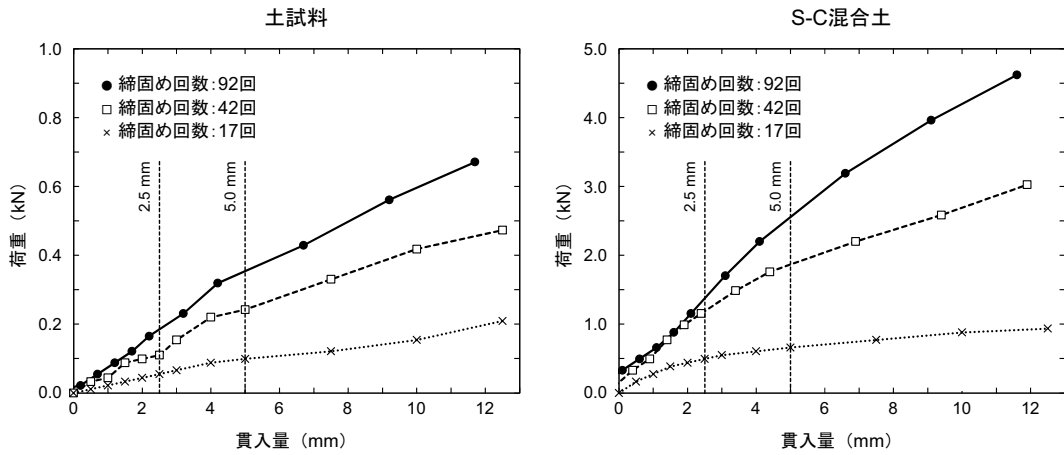 土試料
1.0
0.8
0.6
0.4
0.2
0.0
荷重（kN）
締固め回数：92回
締固め回数：42回
締固め回数：17回
2.5 mm
5.0 mm
0
2
4
6
8
10
12
貫入量（mm）
S-C混合土
5.0
4.0
3.0
2.0
1.0
0.0
荷重（kN）
締固め回数：92回
締固め回数：42回
締固め回数：17回
2.5 mm
5.0 mm
0
2
4
6
8
10
12
貫入量（mm）